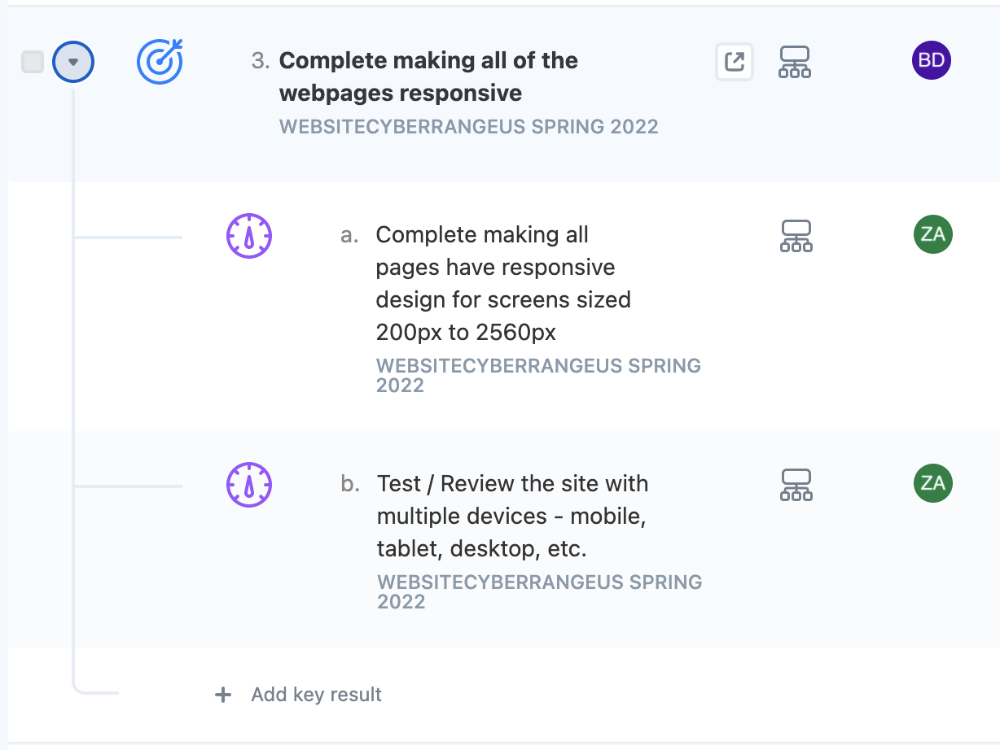 3. Complete making all of the
webpages responsive
WEBSITECYBERRANGEUS SPRING 2022
BD
a. Complete making all
pages have responsive
design for screens sized
200px to 2560px
WEBSITECYBERRANGEUS SPRING
2022
ZA
b. Test / Review the site with
multiple devices - mobile,
tablet, desktop, etc.
WEBSITECYBERRANGEUS SPRING
2022
ZA
+ Add key result